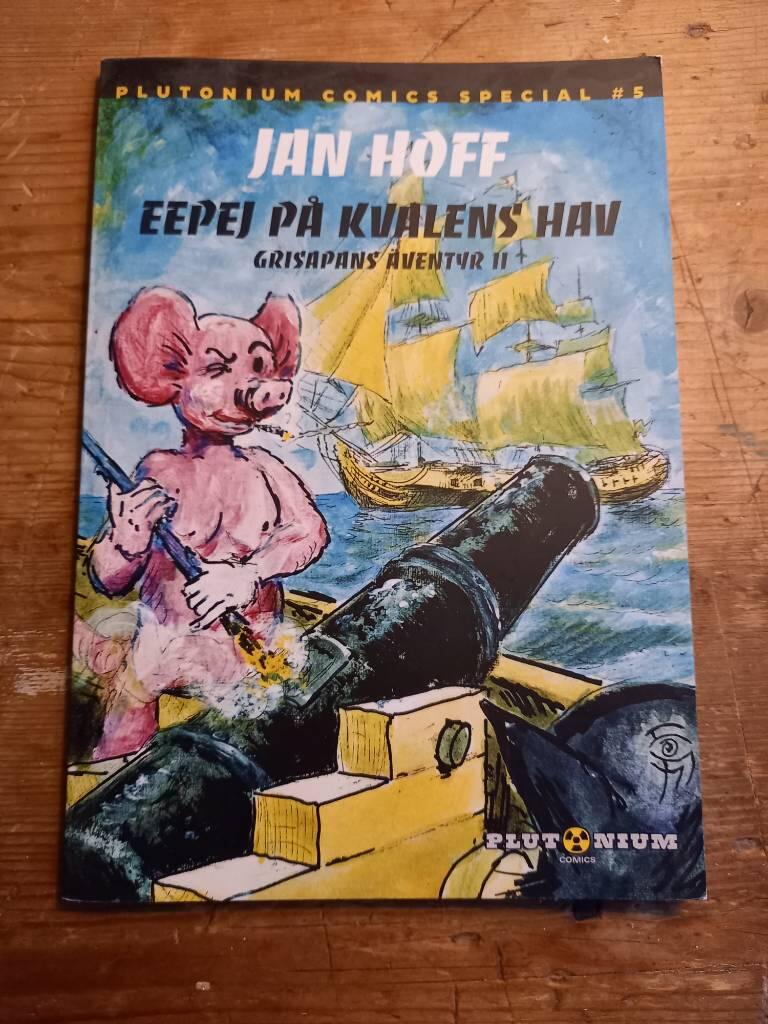 PLUTONIUM COMICS SPECIAL #5
JAN HOFF
EEPEJ PÅ KVALENS HAV
GRISAPANS ÄVENTYR II
PLUTONIUM
COMICS